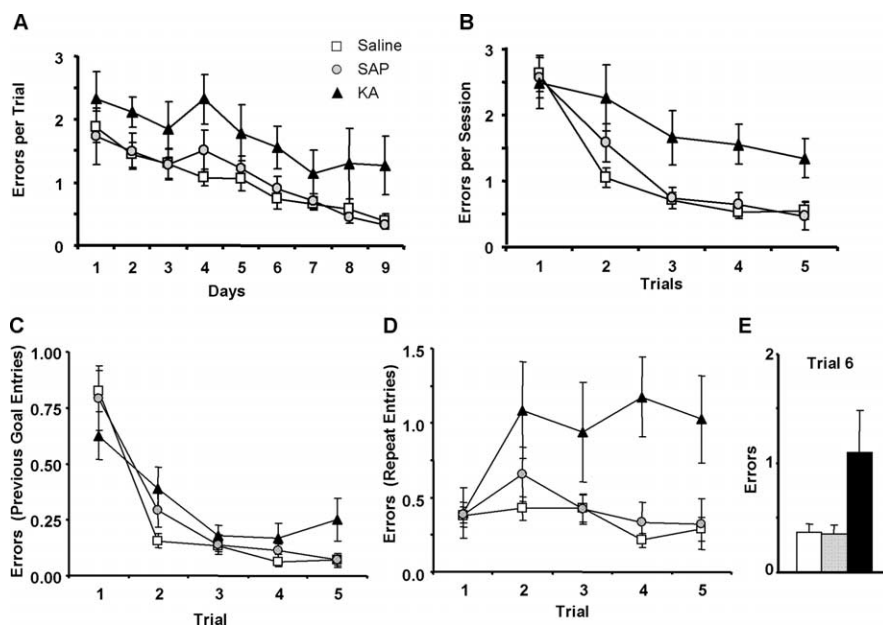 A
Saline
SAP
KA
Errors per Trial
3
2
1
0
1 2 3 4 5 6 7 8 9
Days
B
Errors per Session
3
2
1
0
1 2 3 4 5
Trials
C
Errors (Previous Goal Entries)
1.00
0.75
0.50
0.25
0.00
1 2 3 4 5
Trial
D
Errors (Repeat Entries)
1.5
1.0
0.5
0.0
1 2 3 4 5
Trial
E
Trial 6
Errors
2
1
0